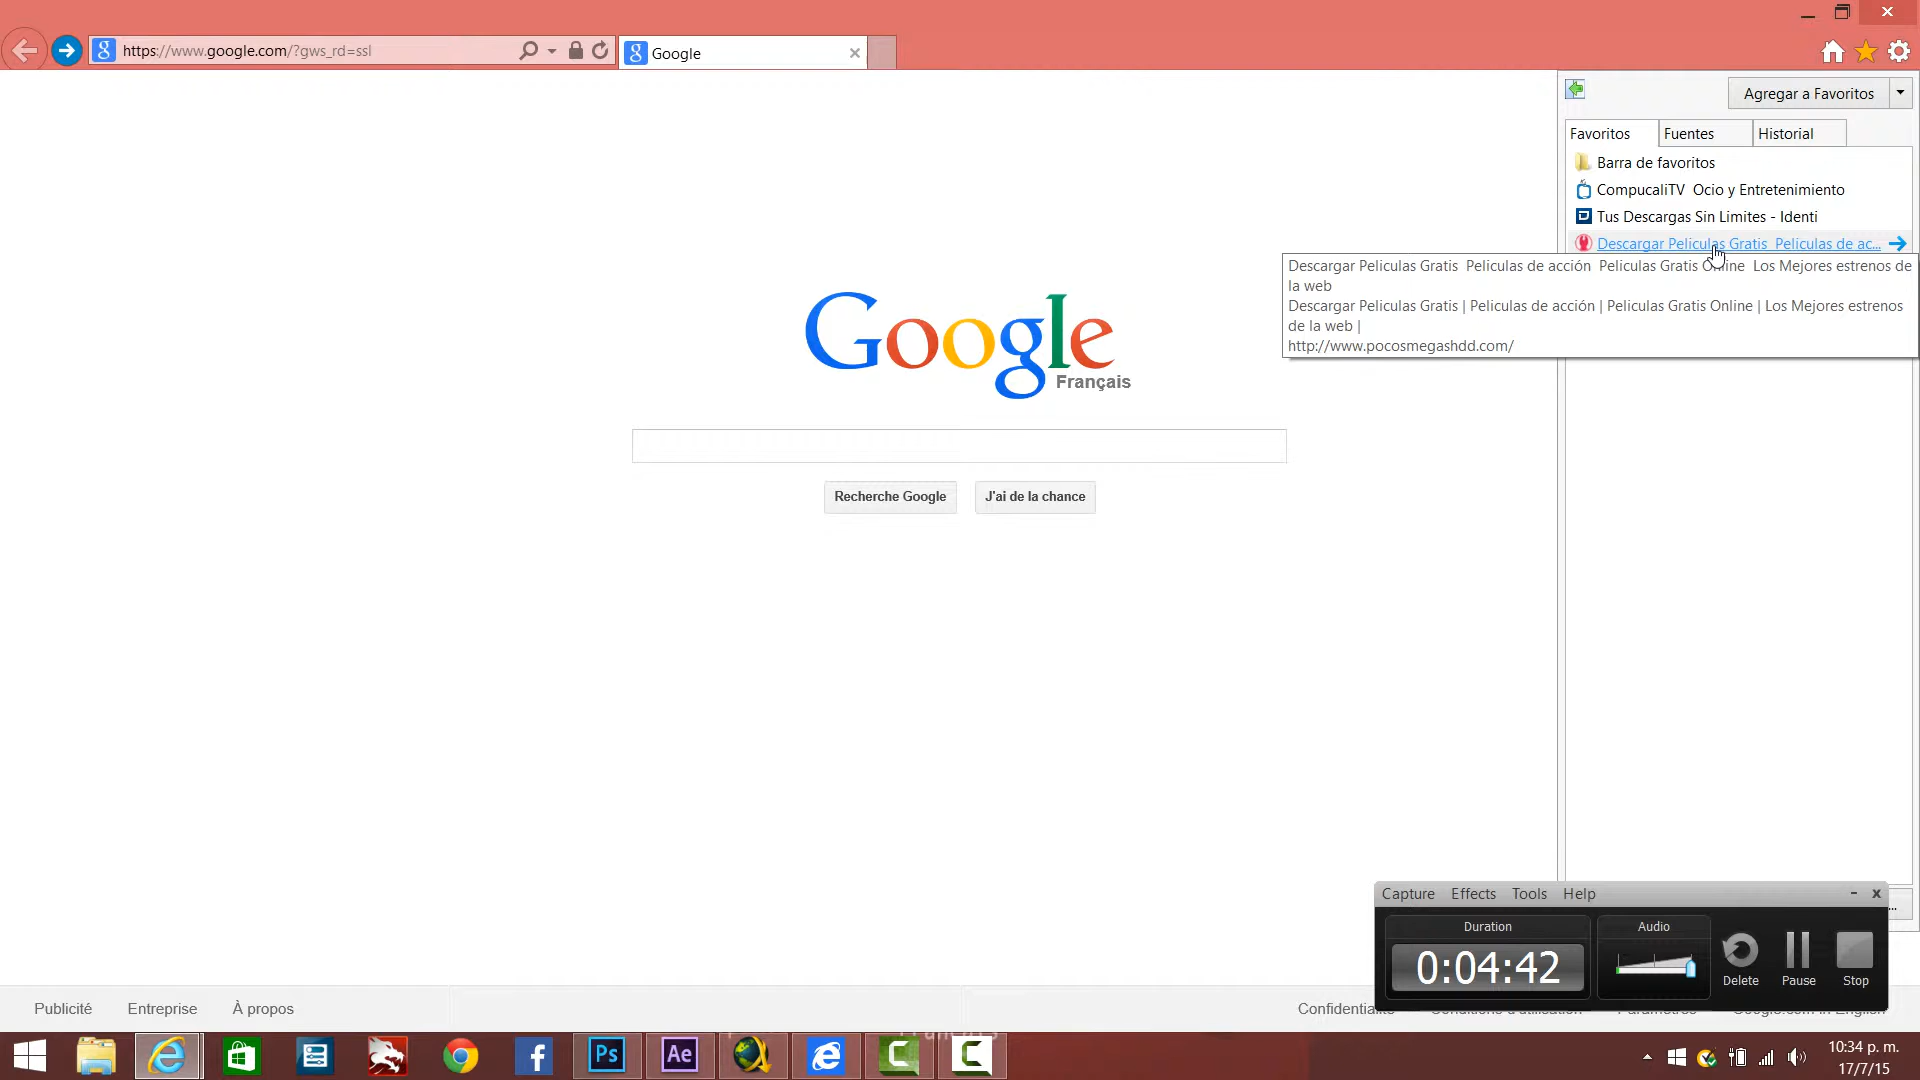 https://www.google.com/?gws_rd=ssl
Google
Agregar a Favoritos
Favoritos
Fuentes
Historial
Barra de favoritos
CompucaliTV  Ocio y Entretenimiento
Tus Descargas Sin Limites - Identi
Descargar Peliculas Gratis  Peliculas de ac...
Descargar Peliculas Gratis  Peliculas de acción  Peliculas Gratis Online  Los Mejores estrenos de
la web
Descargar Peliculas Gratis | Peliculas de acción | Peliculas Gratis Online | Los Mejores estrenos
de la web |
http://www.pocosmegashdd.com/
Google
Français
Recherche Google
J'ai de la chance
Capture Effects Tools Help
Duration
Audio
0:04:42
Delete
Pause
Stop
Publicité
Entreprise
À propos
Ps
Ae
10:34 p. m.
17/7/15